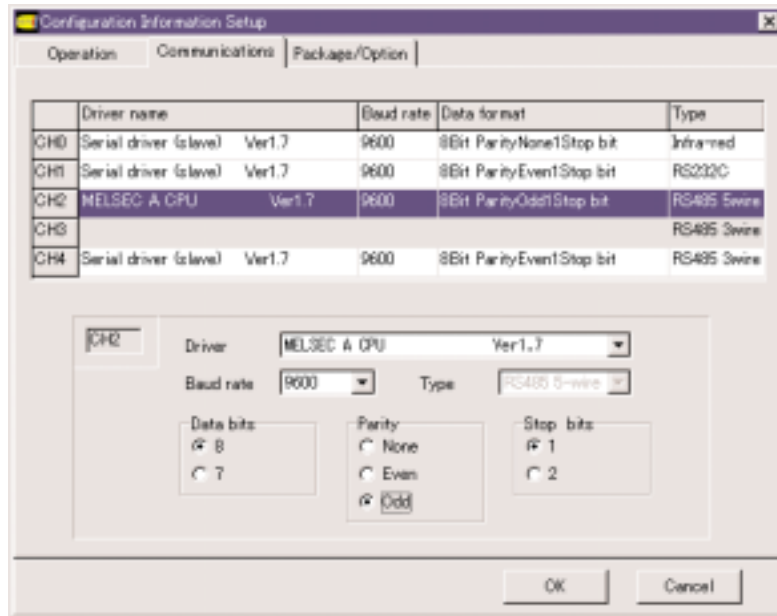 Configuration Information Setup
Operation Communications Package/Option
Driver name Baud rate Data format Type
CH0 Serial driver (slave) Ver1.7 9600 8Bit ParityNone1Stop bit Infra-red
CH1 Serial driver (slave) Ver1.7 9600 8Bit ParityEven1Stop bit RS232C
CH2 MELSEC A CPU Ver1.7 9600 8Bit ParityOdd1Stop bit RS485 5wire
CH3 RS485 3wire
CH4 Serial driver (slave) Ver1.7 9600 8Bit ParityEven1Stop bit RS485 3wire
CH2
Driver MELSEC A CPU Ver1.7
Baud rate 9600 Type RS485 5-wire
Data bits Parity Stop bits
8 None 1
7 Even 2
Odd
OK Cancel